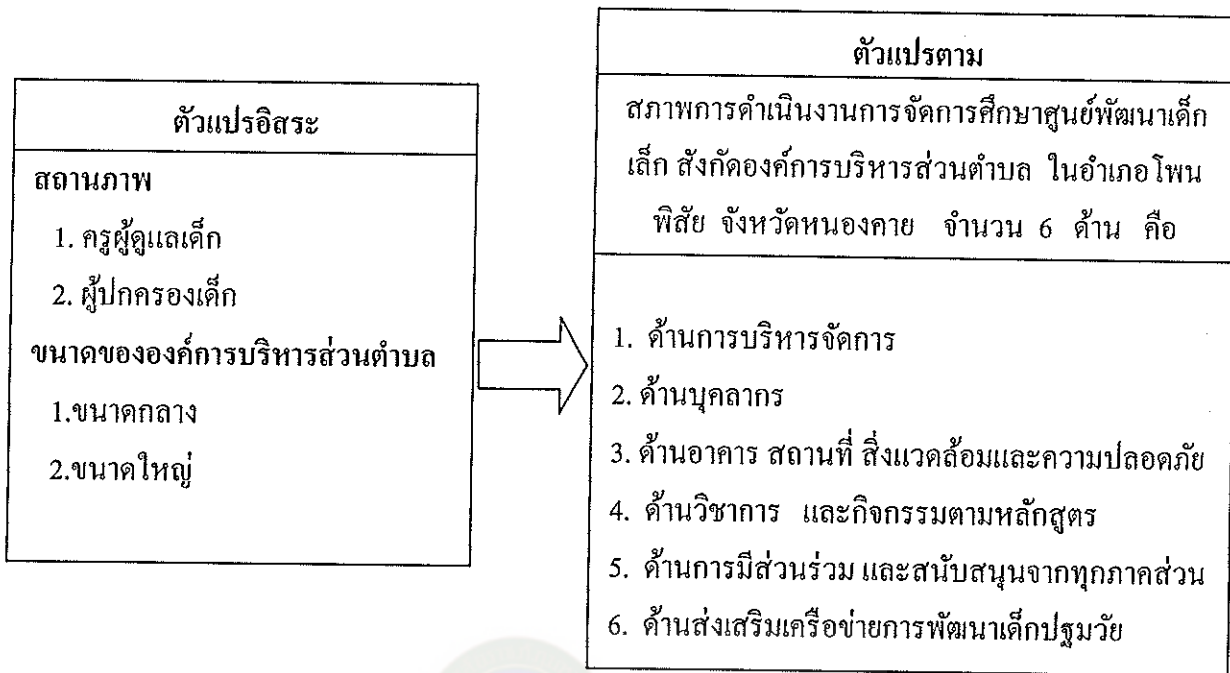 ตัวแปรอิสระ
สถานภาพ
1. ครูผู้ดูแลเด็ก
2. ผู้ปกครองเด็ก
ขนาดขององค์การบริหารส่วนตำบล
1.ขนาดกลาง
2.ขนาดใหญ่
ตัวแปรตาม
สภาพการดำเนินงานการจัดการศึกษาศูนย์พัฒนาเด็ก
เล็ก สังกัดองค์การบริหารส่วนตำบล ในอำเภอโพน
พิสัย จังหวัดหนองคาย จำนวน 6 ด้าน คือ
1. ด้านการบริหารจัดการ
2. ด้านบุคลากร
3. ด้านอาคาร สถานที่ สิ่งแวดล้อมและความปลอดภัย
4. ด้านวิชาการ และกิจกรรมตามหลักสูตร
5. ด้านการมีส่วนร่วม และสนับสนุนจากทุกภาคส่วน
6. ด้านส่งเสริมเครือข่ายการพัฒนาเด็กปฐมวัย